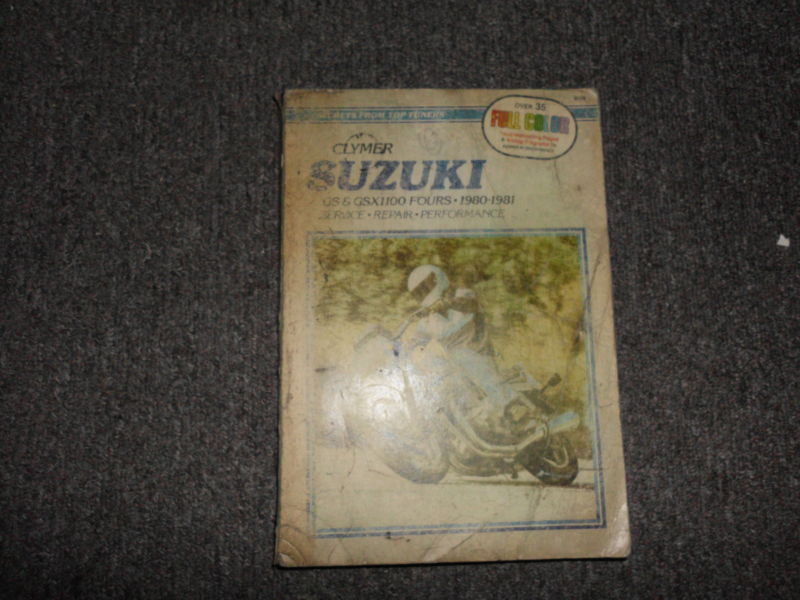 SECRETS FROM TOP TUNERS
OVER 35
FULL COLOR
CLYMER
SUZUKI
GS & GSX1100 FOURS • 1980-1981
SERVICE • REPAIR • PERFORMANCE